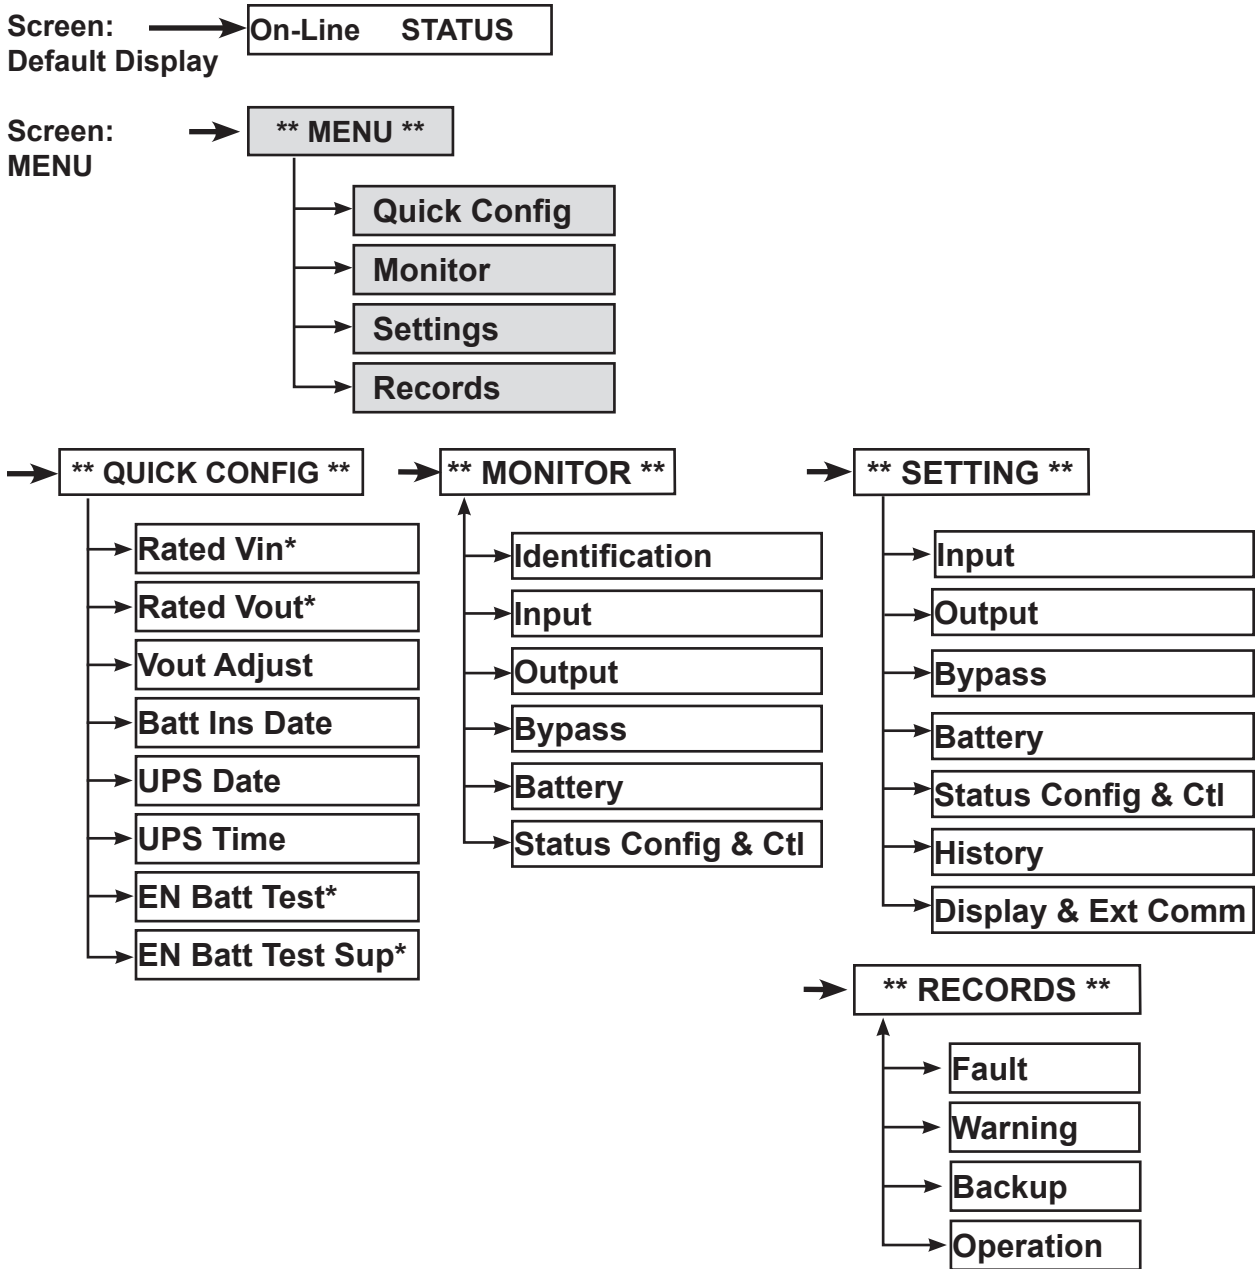 Screen:
Default Display
On-Line STATUS
Screen:
MENU
** MENU **
Quick Config
Monitor
Settings
Records
** QUICK CONFIG **
Rated Vin*
Rated Vout*
Vout Adjust
Batt Ins Date
UPS Date
UPS Time
EN Batt Test*
EN Batt Test Sup*
** MONITOR **
Identification
Input
Output
Bypass
Battery
Status Config & Ctl
** SETTING **
Input
Output
Bypass
Battery
Status Config & Ctl
History
Display & Ext Comm
** RECORDS **
Fault
Warning
Backup
Operation